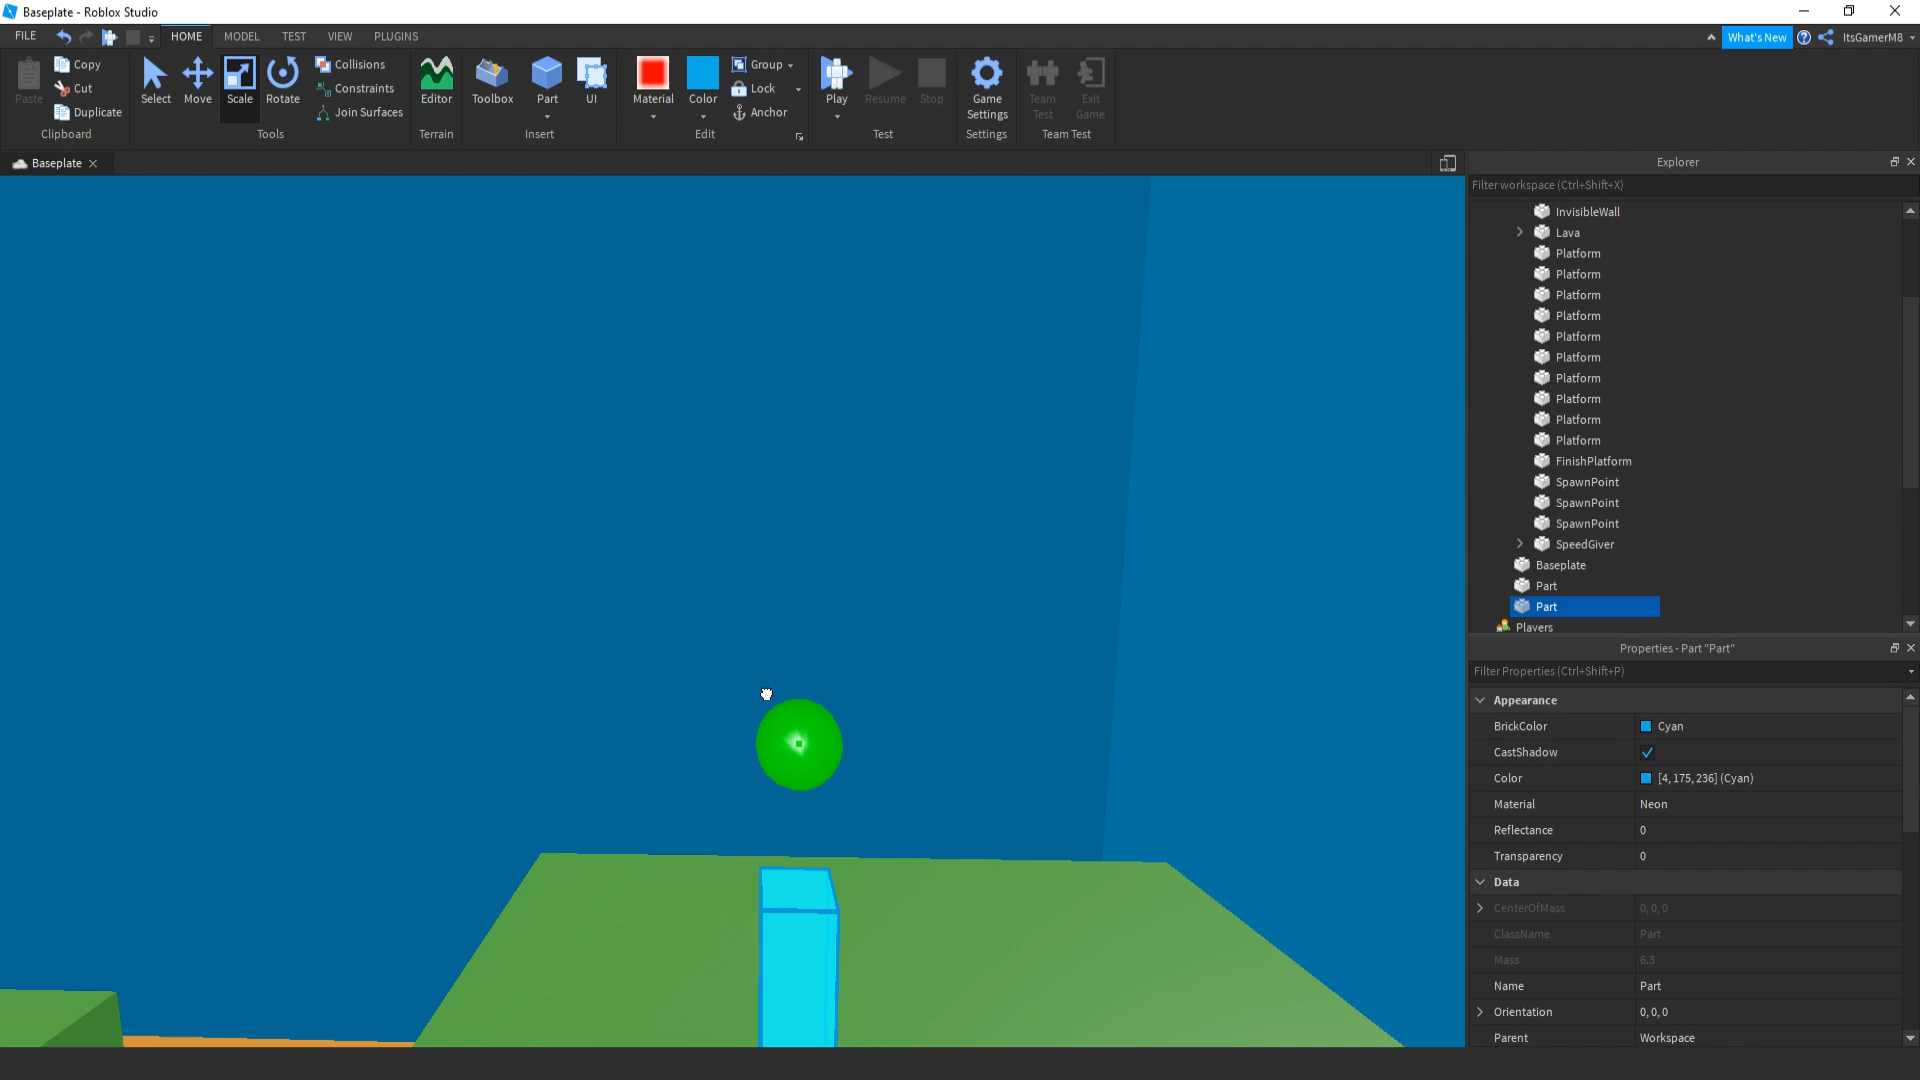 Baseplate - Roblox Studio
FILE HOME MODEL TEST VIEW PLUGINS What's New ItsGamerM8
Paste Copy Cut Duplicate Clipboard
Select Move Scale Rotate Collisions Constraints Join Surfaces Tools
Editor Terrain
Toolbox Part UI Insert
Material Color Group Lock Anchor Edit
Play Resume Stop Test
Game Settings Settings
Team Test Exit Game Team Test
Baseplate
Explorer
Filter workspace (Ctrl+Shift+X)
InvisibleWall
Lava
Platform
Platform
Platform
Platform
Platform
Platform
Platform
Platform
Platform
Platform
FinishPlatform
SpawnPoint
SpawnPoint
SpawnPoint
SpeedGiver
Baseplate
Part
Part
Players
Properties - Part "Part"
Filter Properties (Ctrl+Shift+P)
Appearance
BrickColor Cyan
CastShadow
Color [4, 175, 236] (Cyan)
Material Neon
Reflectance 0
Transparency 0
Data
CenterOfMass 0, 0, 0
ClassName Part
Mass 6.3
Name Part
Orientation 0, 0, 0
Parent Workspace